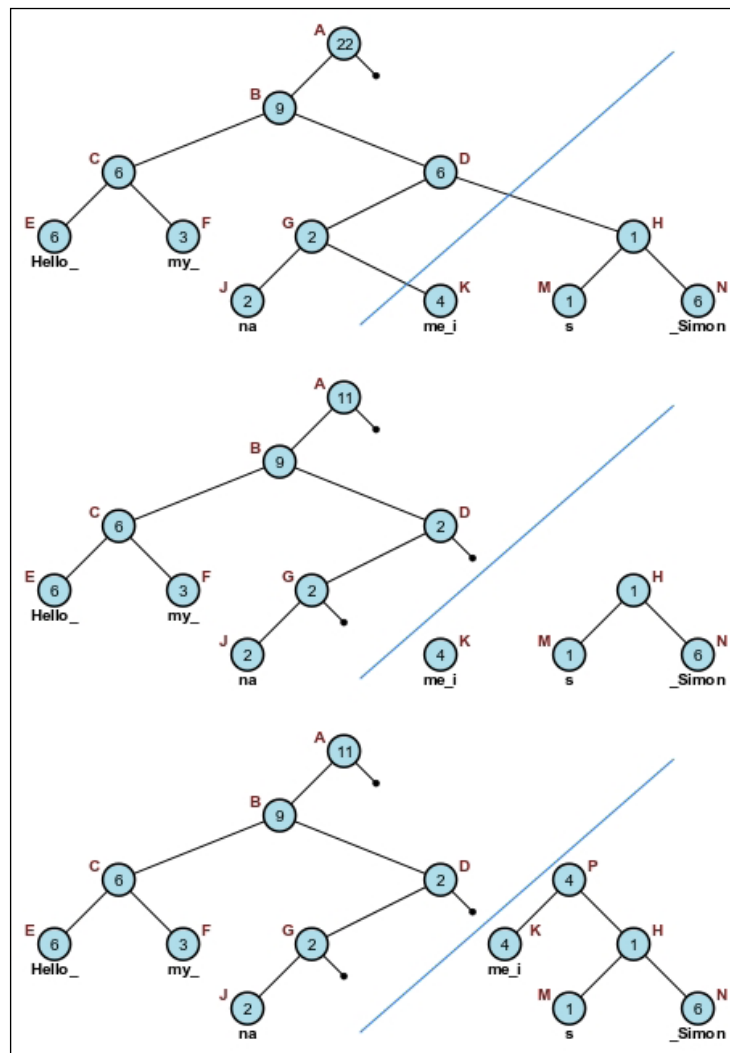 A
22
B
9
C
6
D
6
E
6
F
3
G
2
H
1
Hello_
my_
J
2
K
4
M
1
N
6
na
me_i
s
_Simon
A
11
B
9
C
6
D
2
E
6
F
3
G
2
H
1
Hello_
my_
J
2
K
4
M
1
N
6
na
me_i
s
_Simon
A
11
B
9
C
6
D
2
P
4
E
6
F
3
G
2
K
4
H
1
Hello_
my_
me_i
J
2
M
1
N
6
na
s
_Simon